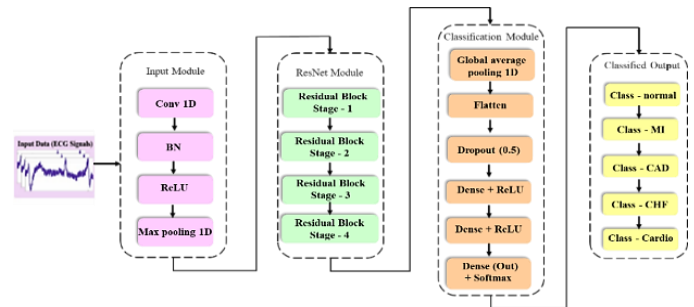 Input Data (ECG Signals)
Input Module
Conv 1D
BN
ReLU
Max pooling 1D
ResNet Module
Residual Block
Stage - 1
Residual Block
Stage - 2
Residual Block
Stage - 3
Residual Block
Stage - 4
Classification Module
Global average
pooling 1D
Flatten
Dropout (0.5)
Dense + ReLU
Dense + ReLU
Dense (Out)
+ Softmax
Classified Output
Class - normal
Class - MI
Class - CAD
Class - CHF
Class - Cardio